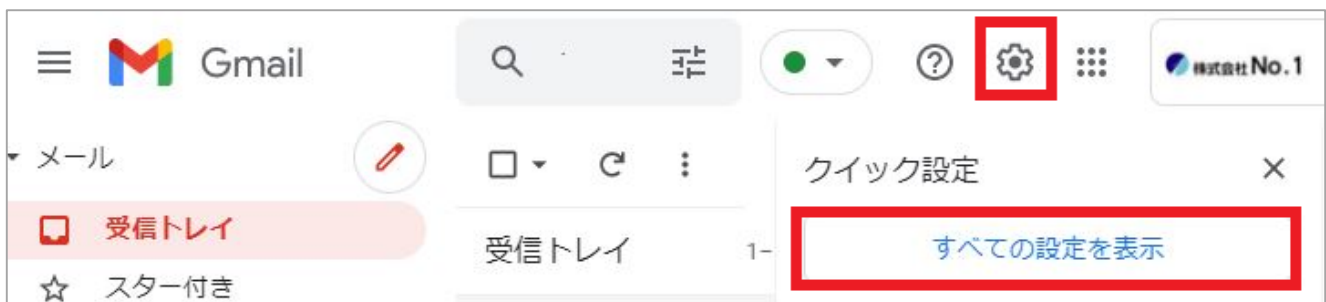 Gmail
株式会社No.1
メール
クイック設定
受信トレイ
受信トレイ
1-
すべての設定を表示
スター付き